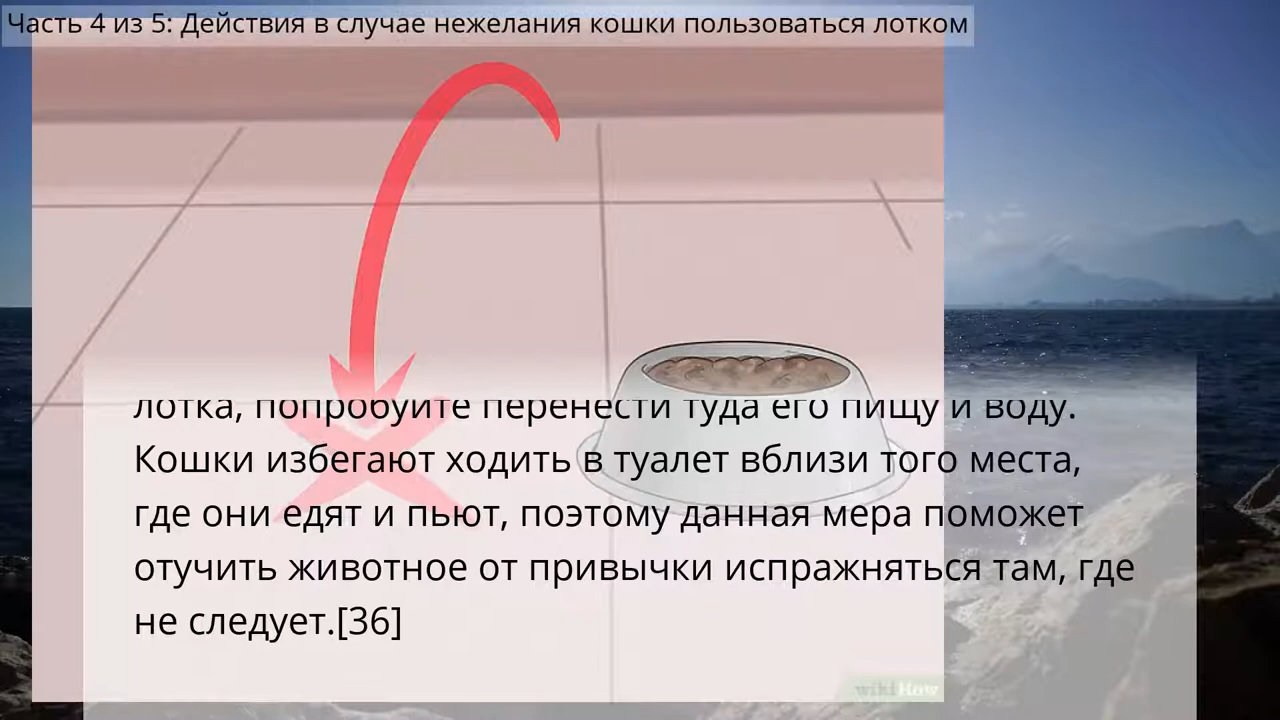 Часть 4 из 5: Действия в случае нежелания кошки пользоваться лотком
лотка, попробуйте перенести туда его пищу и воду.
Кошки избегают ходить в туалет вблизи того места,
где они едят и пьют, поэтому данная мера поможет
отучить животное от привычки испражняться там, где
не следует.[36]
wikiHow